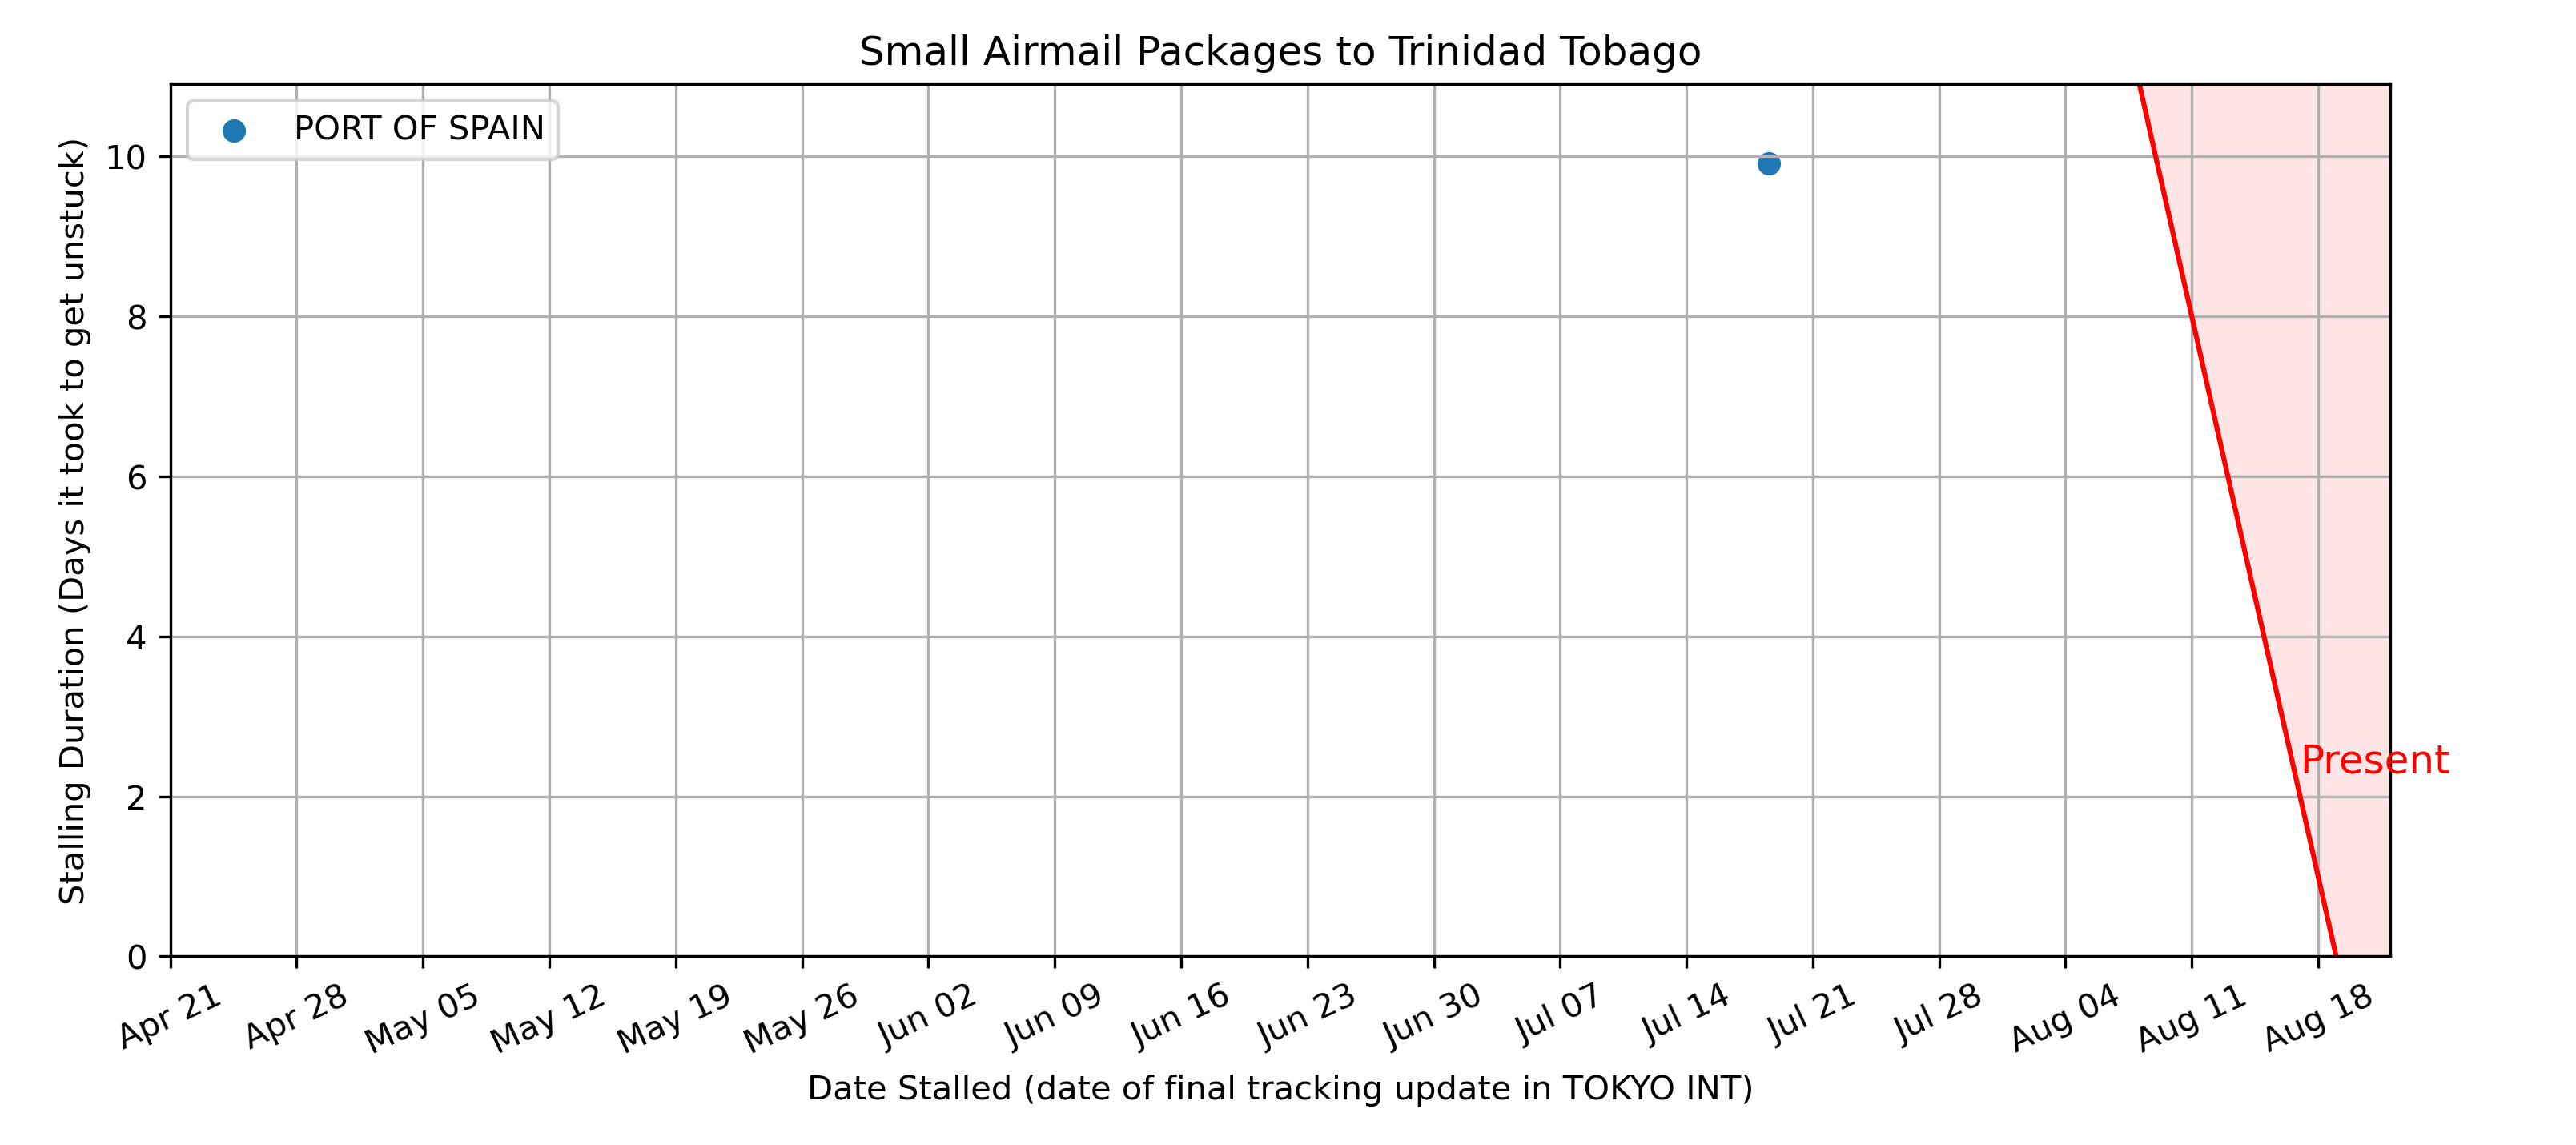 Small Airmail Packages to Trinidad Tobago
PORT OF SPAIN
Stalling Duration (Days it took to get unstuck)
10
8
6
4
2
0
Present
Apr 21 Apr 28 May 05 May 12 May 19 May 26 Jun 02 Jun 09 Jun 16 Jun 23 Jun 30 Jul 07 Jul 14 Jul 21 Jul 28 Aug 04 Aug 11 Aug 18
Date Stalled (date of final tracking update in TOKYO INT)